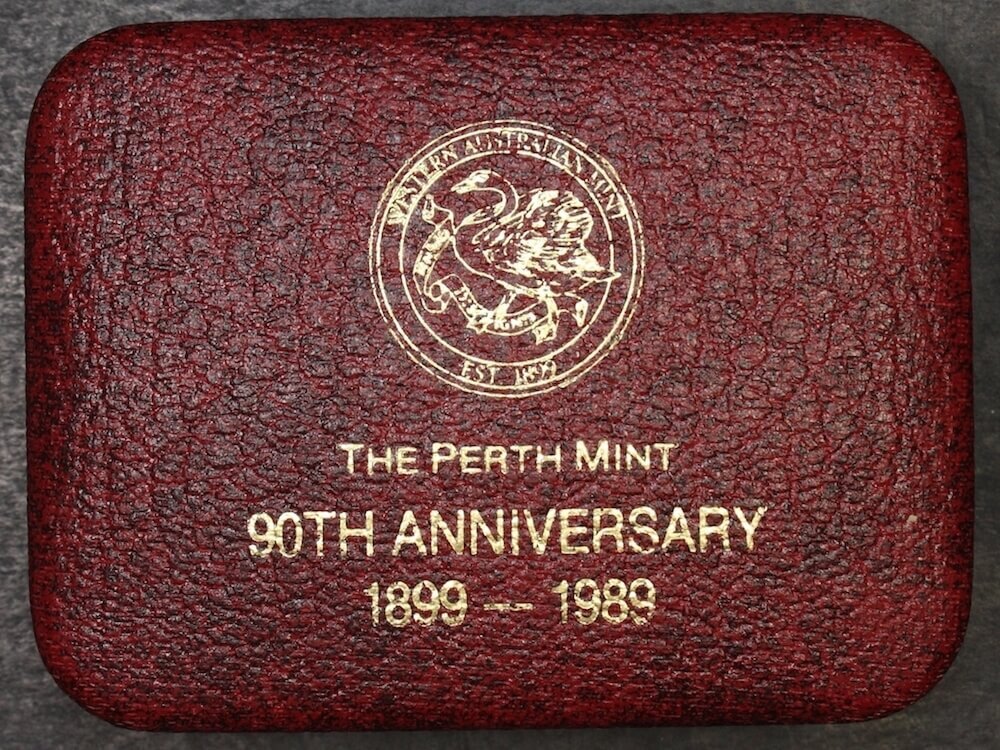 WESTERN AUSTRALIAN MINT
EST 1899
THE PERTH MINT
90TH ANNIVERSARY
1899 — 1989